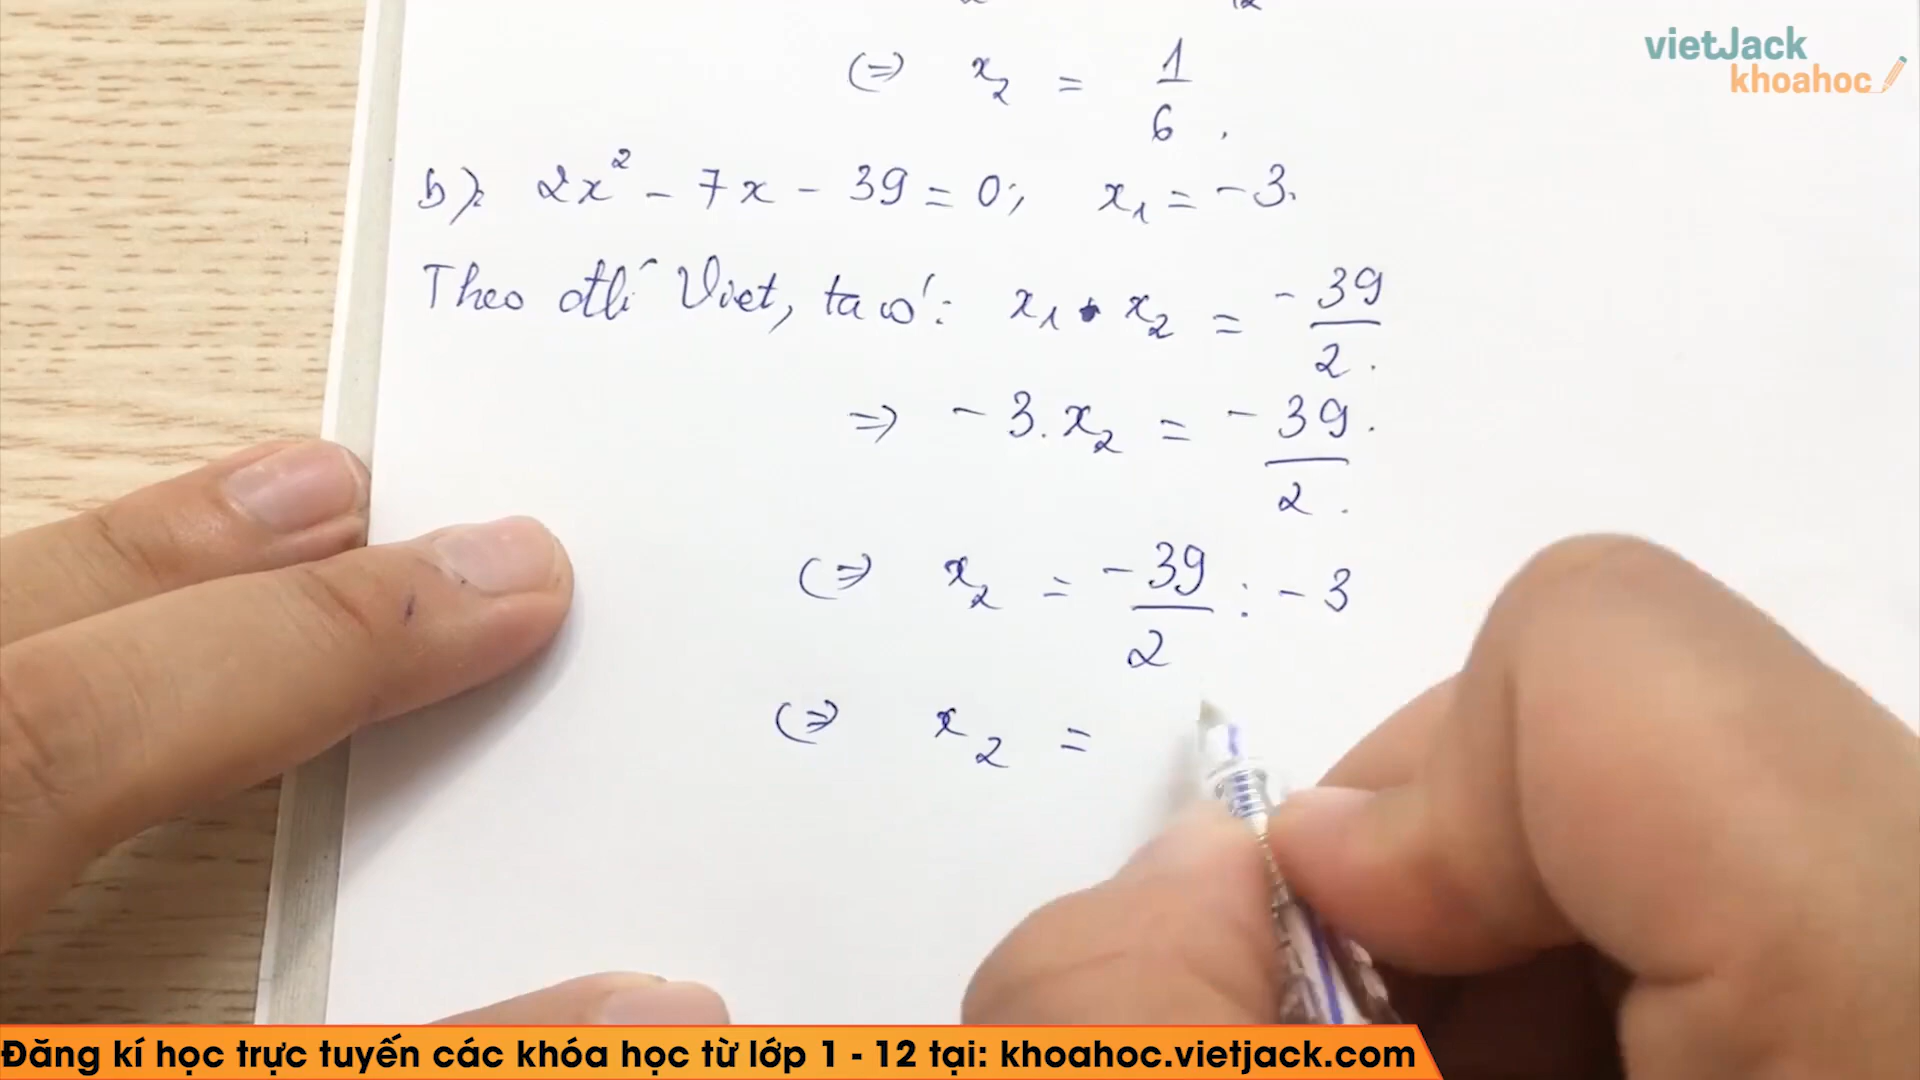 vietJack
khoahoc
(=) x₂ = 1/6 .
b): 2x² - 7x - 39 = 0; x₁ = -3.
Theo đlí Viet, ta có: x₁ . x₂ = -39/2 .
=> -3. x₂ = -39/2 .
(=) x₂ = -39/2 : -3
(=) x₂ =
Đăng kí học trực tuyến các khóa học từ lớp 1 - 12 tại: khoahoc.vietjack.com